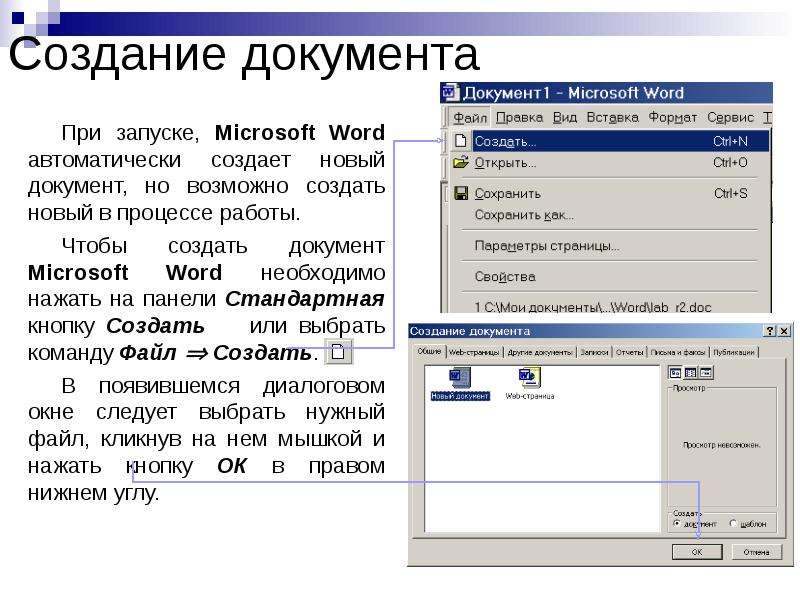 Создание документа
При запуске, Microsoft Word
автоматически создает новый
документ, но возможно создать
новый в процессе работы.
Чтобы создать документ
Microsoft Word необходимо
нажать на панели Стандартная
кнопку Создать или выбрать
команду Файл ⇒ Создать.
В появившемся диалоговом
окне следует выбрать нужный
файл, кликнув на нем мышкой и
нажать кнопку ОК в правом
нижнем углу.
Документ1 - Microsoft Word
Файл Правка Вид Вставка Формат Сервис Т
Создать... Ctrl+N
Открыть... Ctrl+O
Сохранить Ctrl+S
Сохранить как...
Параметры страницы...
Свойства
1 C:\Мои документы\...\Word\lab_r2.doc
Создание документа
Общие Web-страницы Другие документы Записки Отчеты Письма и факсы Публикации
Новый документ Web-страница
Просмотр
Просмотр невозможен.
Создать
документ шаблон
ОК Отмена